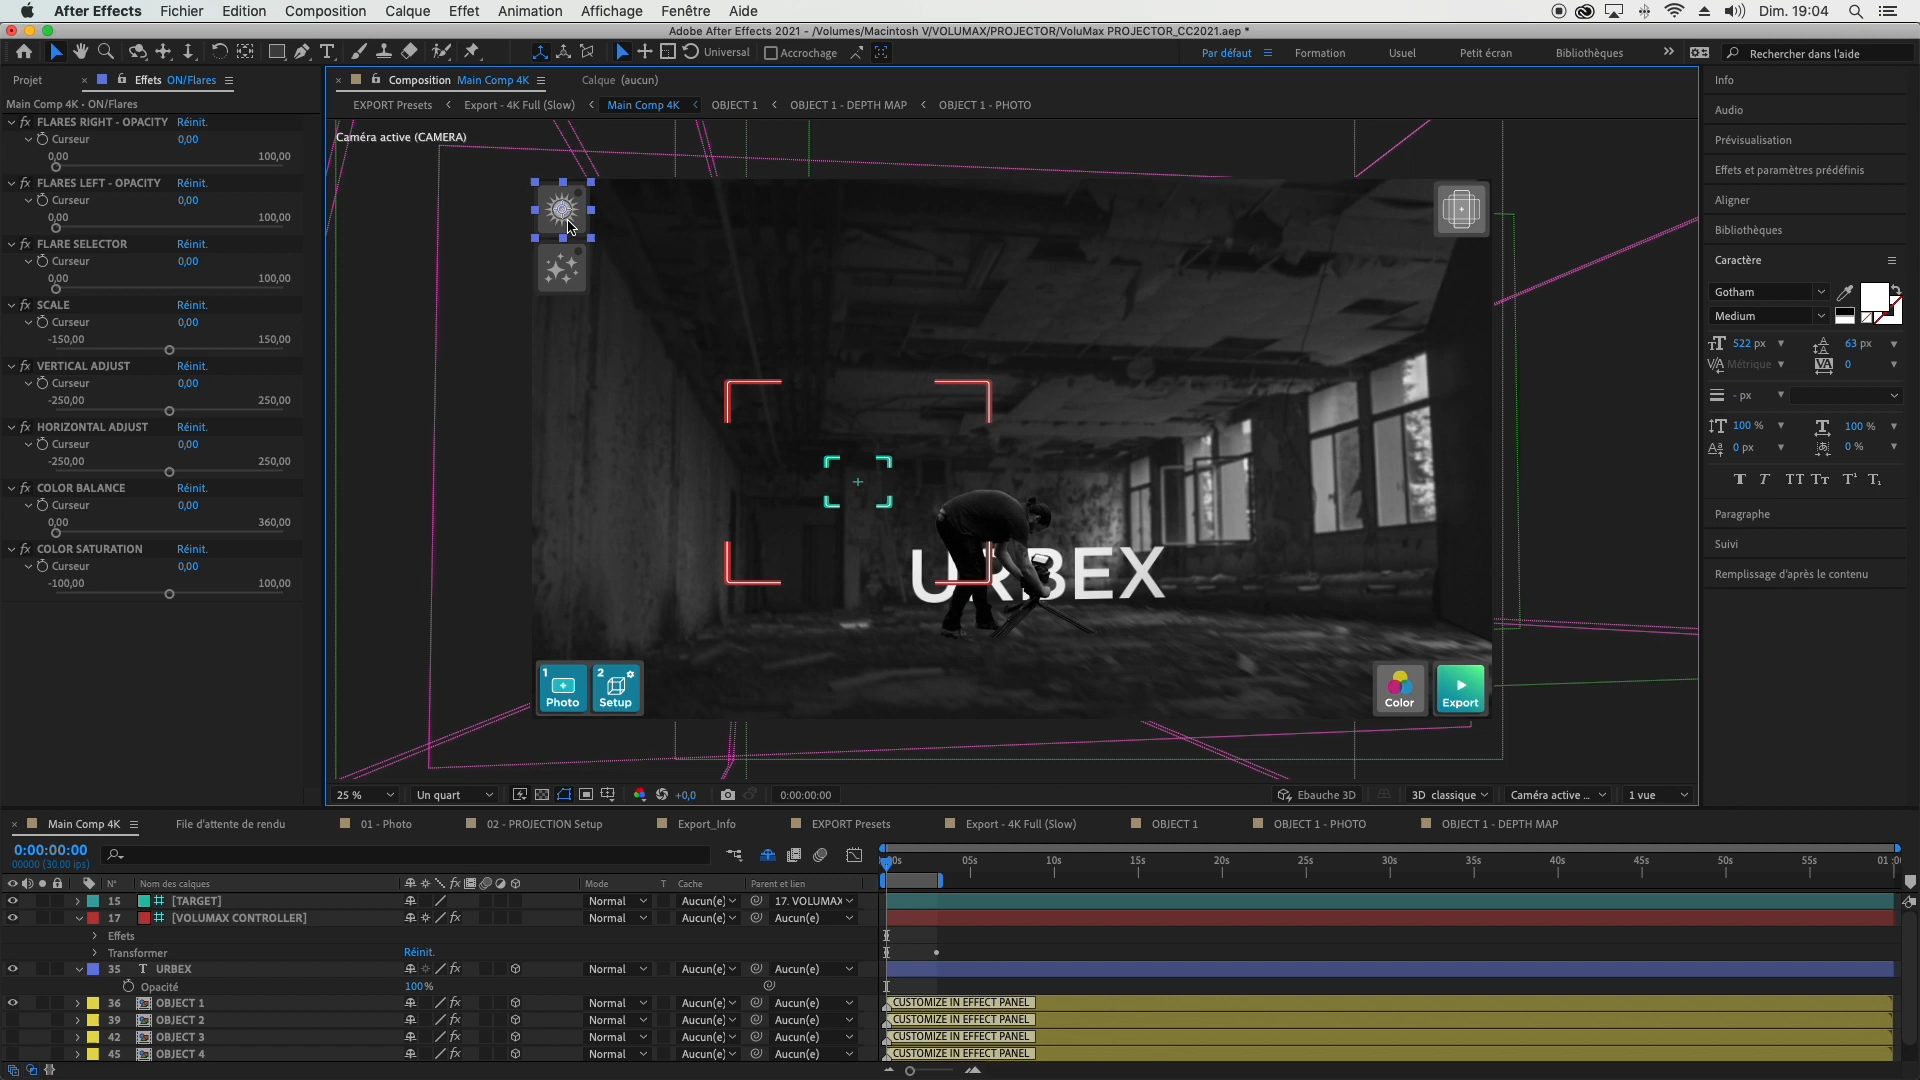 After Effects Fichier Edition Composition Calque Effet Animation Affichage Fenêtre Aide Dim. 19:04
Adobe After Effects 2021 - /Volumes/Macintosh V/VOLUMAX/PROJECTOR/VoluMax PROJECTOR_CC2021.aep *
Universal Accrochage Par défaut Formation Usuel Petit écran Bibliothèques Rechercher dans l'aide
Projet Effets ON/Flares Composition Main Comp 4K Calque (aucun) Info
Main Comp 4K • ON/Flares
EXPORT Presets Export - 4K Full (Slow) Main Comp 4K OBJECT 1 OBJECT 1 - DEPTH MAP OBJECT 1 - PHOTO
Audio
Prévisualisation
Effets et paramètres prédéfinis
Aligner
Bibliothèques
Caractère
Gotham
Medium
522 px 63 px
Métrique 0
- px
100 % 100 %
0 px 0 %
Paragraphe
Suivi
Remplissage d'après le contenu
FLARES RIGHT - OPACITY Réinit.
Curseur 0,00
0,00 100,00
FLARES LEFT - OPACITY Réinit.
Curseur 0,00
0,00 100,00
FLARE SELECTOR Réinit.
Curseur 0,00
0,00 100,00
SCALE Réinit.
Curseur 0,00
-150,00 150,00
VERTICAL ADJUST Réinit.
Curseur 0,00
-250,00 250,00
HORIZONTAL ADJUST Réinit.
Curseur 0,00
-250,00 250,00
COLOR BALANCE Réinit.
Curseur 0,00
0,00 360,00
COLOR SATURATION Réinit.
Curseur 0,00
-100,00 100,00
Caméra active (CAMERA)
URBEX
1 Photo 2 Setup Color Export
25 % Un quart +0,0 0:00:00:00 Ebauche 3D 3D classique Caméra active ... 1 vue
Main Comp 4K File d'attente de rendu 01 - Photo 02 - PROJECTION Setup Export_Info EXPORT Presets Export - 4K Full (Slow) OBJECT 1 OBJECT 1 - PHOTO OBJECT 1 - DEPTH MAP
0:00:00:00
00000 (30.00 ips)
05s 10s 15s 20s 25s 30s 35s 40s 45s 50s 55s
N° Nom des calques Mode T Cache Parent et lien
15 [TARGET] Normal Aucun(e) 17. VOLUMAX
17 [VOLUMAX CONTROLLER] Normal Aucun(e) Aucun(e)
Effets
Transformer Réinit.
35 T URBEX Normal Aucun(e) Aucun(e)
Opacité 100%
36 OBJECT 1 Normal Aucun(e) Aucun(e) CUSTOMIZE IN EFFECT PANEL
39 OBJECT 2 Normal Aucun(e) Aucun(e) CUSTOMIZE IN EFFECT PANEL
42 OBJECT 3 Normal Aucun(e) Aucun(e) CUSTOMIZE IN EFFECT PANEL
45 OBJECT 4 Normal Aucun(e) Aucun(e) CUSTOMIZE IN EFFECT PANEL